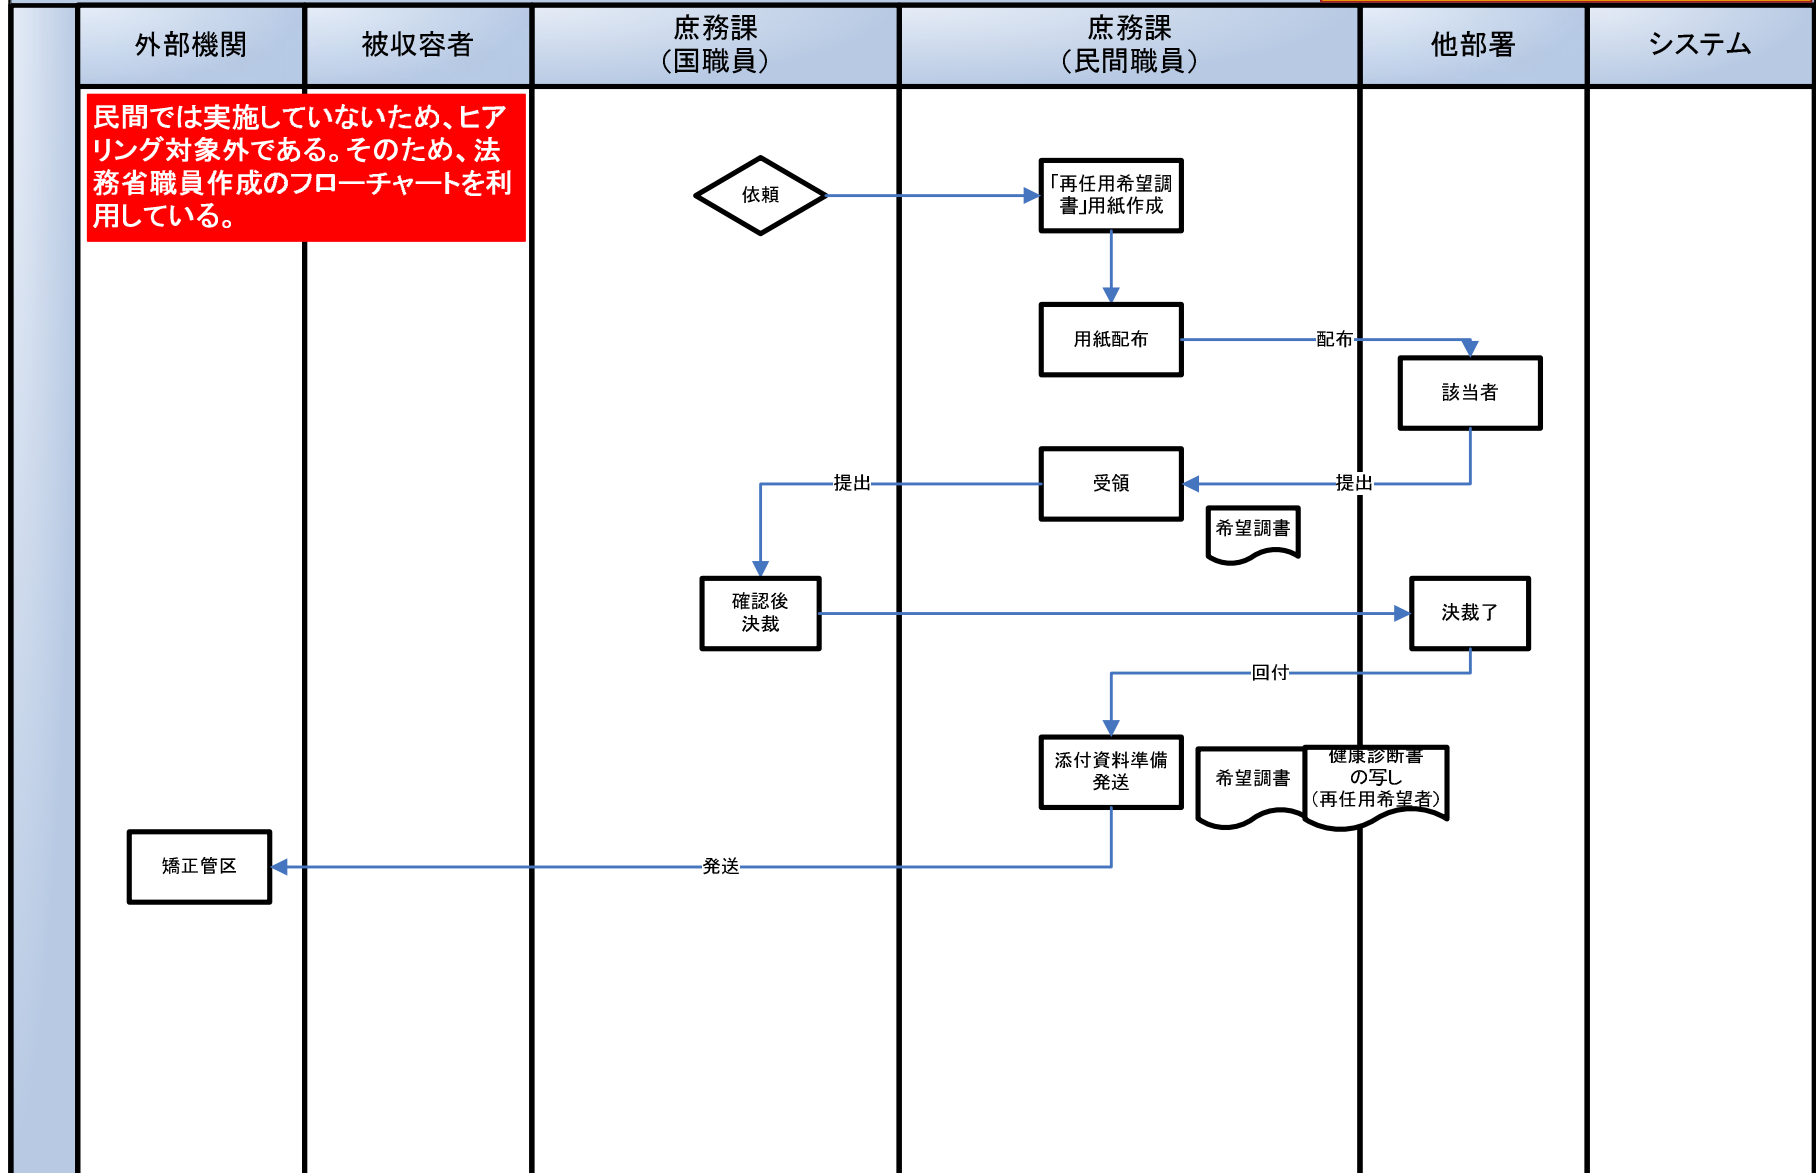 外部機関
被収容者
庶務課
（国職員）
庶務課
（民間職員）
他部署
システム
民間では実施していないため、ヒア
リング対象外である。そのため、法
務省職員作成のフローチャートを利
用している。
依頼
「再任用希望調
書」用紙作成
用紙配布
配布
該当者
提出
受領
提出
希望調書
確認後
決裁
決裁了
回付
添付資料準備
発送
希望調書
健康診断書
の写し
（再任用希望者）
矯正管区
発送